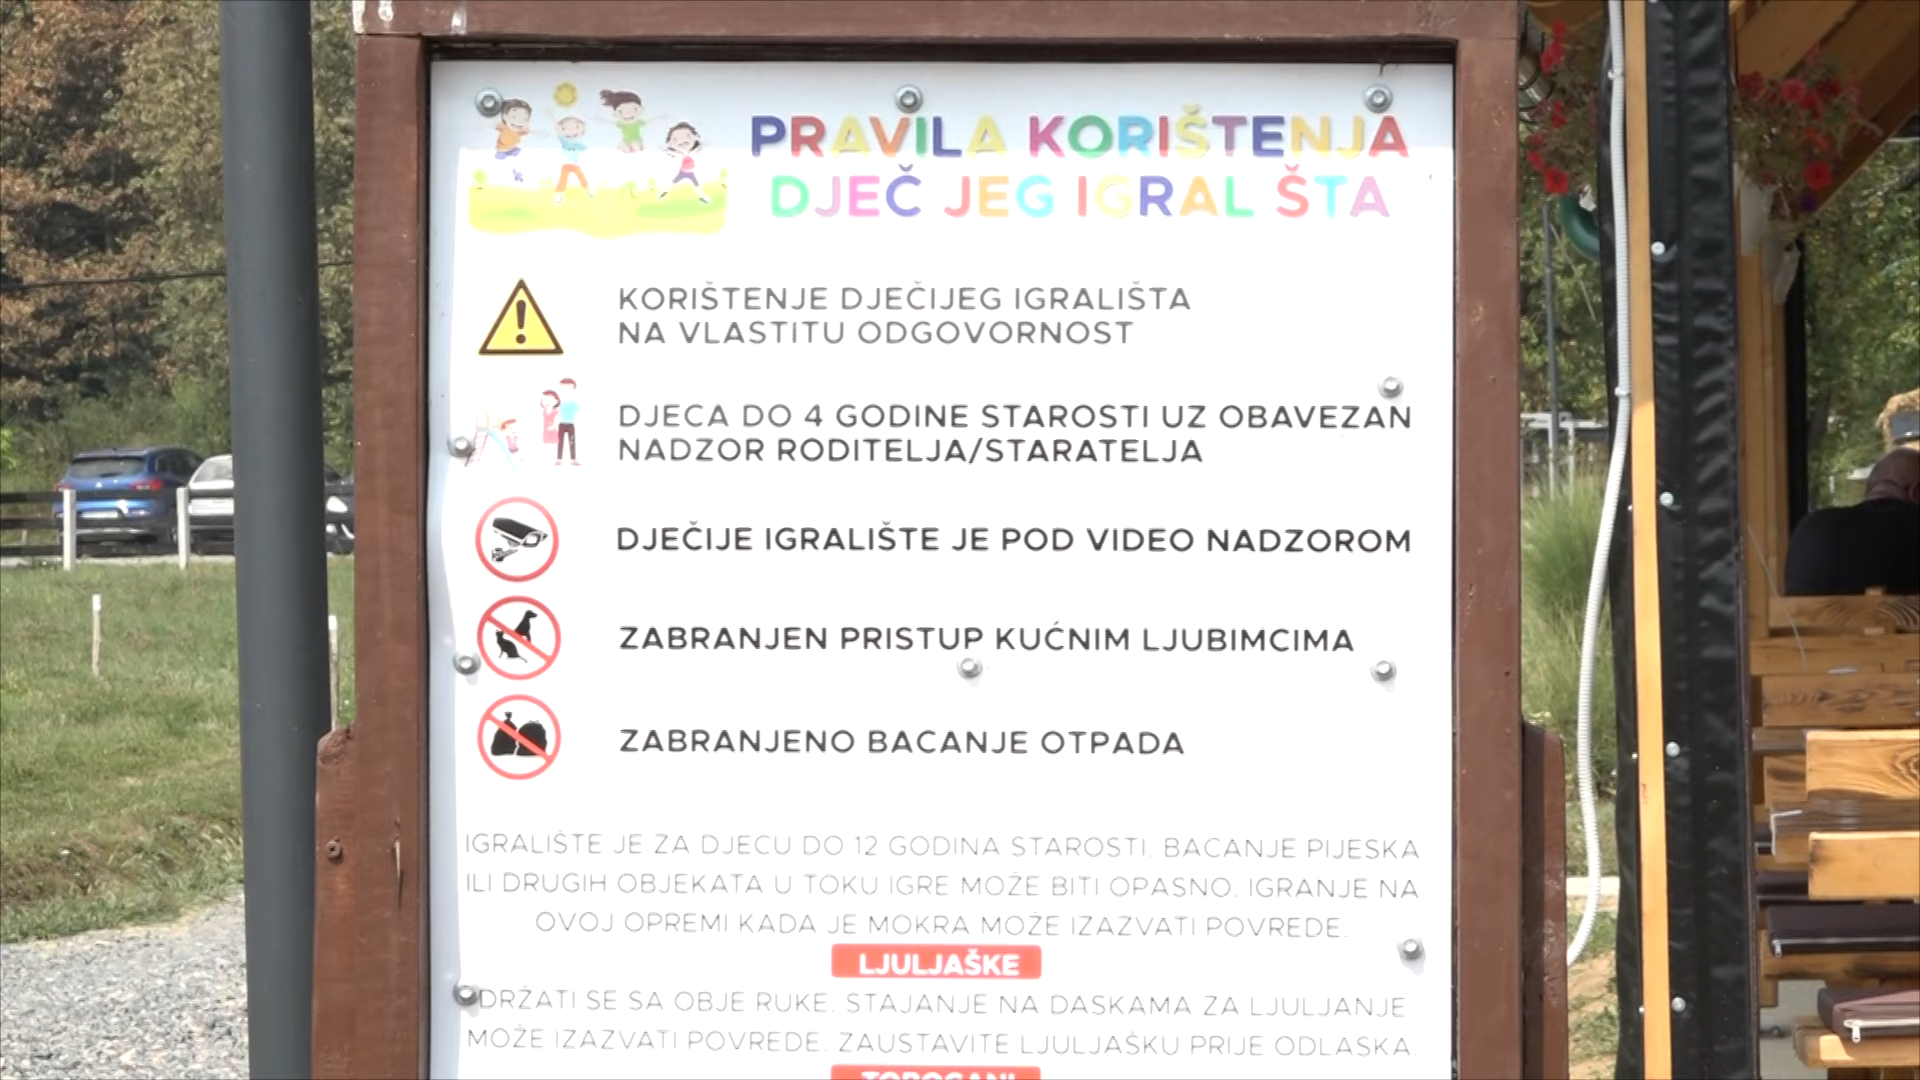 PRAVILA KORIŠTENJA
DJEČ JEG IGRAL ŠTA
KORIŠTENJE DJEČIJEG IGRALIŠTA
NA VLASTITU ODGOVORNOST
DJECA DO 4 GODINE STAROSTI UZ OBAVEZAN
NADZOR RODITELJA/STARATELJA
DJEČIJE IGRALIŠTE JE POD VIDEO NADZOROM
ZABRANJEN PRISTUP KUĆNIM LJUBIMCIMA
ZABRANJENO BACANJE OTPADA
IGRALIŠTE JE ZA DJECU DO 12 GODINA STAROSTI. BACANJE PIJESKA
ILI DRUGIH OBJEKATA U TOKU IGRE MOŽE BITI OPASNO. IGRANJE NA
OVOJ OPREMI KADA JE MOKRA MOŽE IZAZVATI POVREDE.
LJULJAŠKE
DRŽATI SE SA OBJE RUKE. STAJANJE NA DASKAMA ZA LJULJANJE
MOŽE IZAZVATI POVREDE. ZAUSTAVITE LJULJAŠKU PRIJE ODLASKA.
TOBOGANI